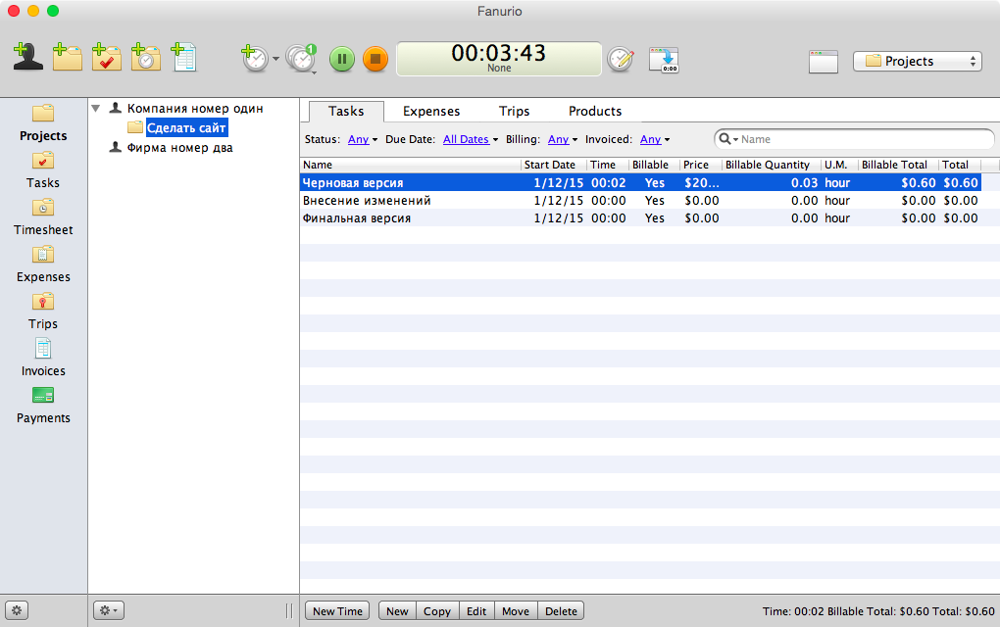 Fanurio
1
00:03:43
None
Projects
Projects
Tasks
Timesheet
Expenses
Trips
Invoices
Payments
Компания номер один
Сделать сайт
Фирма номер два
Tasks Expenses Trips Products
Status: Any Due Date: All Dates Billing: Any Invoiced: Any Name
Name Start Date Time Billable Price Billable Quantity U.M. Billable Total Total
Черновая версия 1/12/15 00:02 Yes $20... 0.03 hour $0.60 $0.60
Внесение изменений 1/12/15 00:00 Yes $0.00 0.00 hour $0.00 $0.00
Финальная версия 1/12/15 00:00 Yes $0.00 0.00 hour $0.00 $0.00
New Time New Copy Edit Move Delete Time: 00:02 Billable Total: $0.60 Total: $0.60
0:00